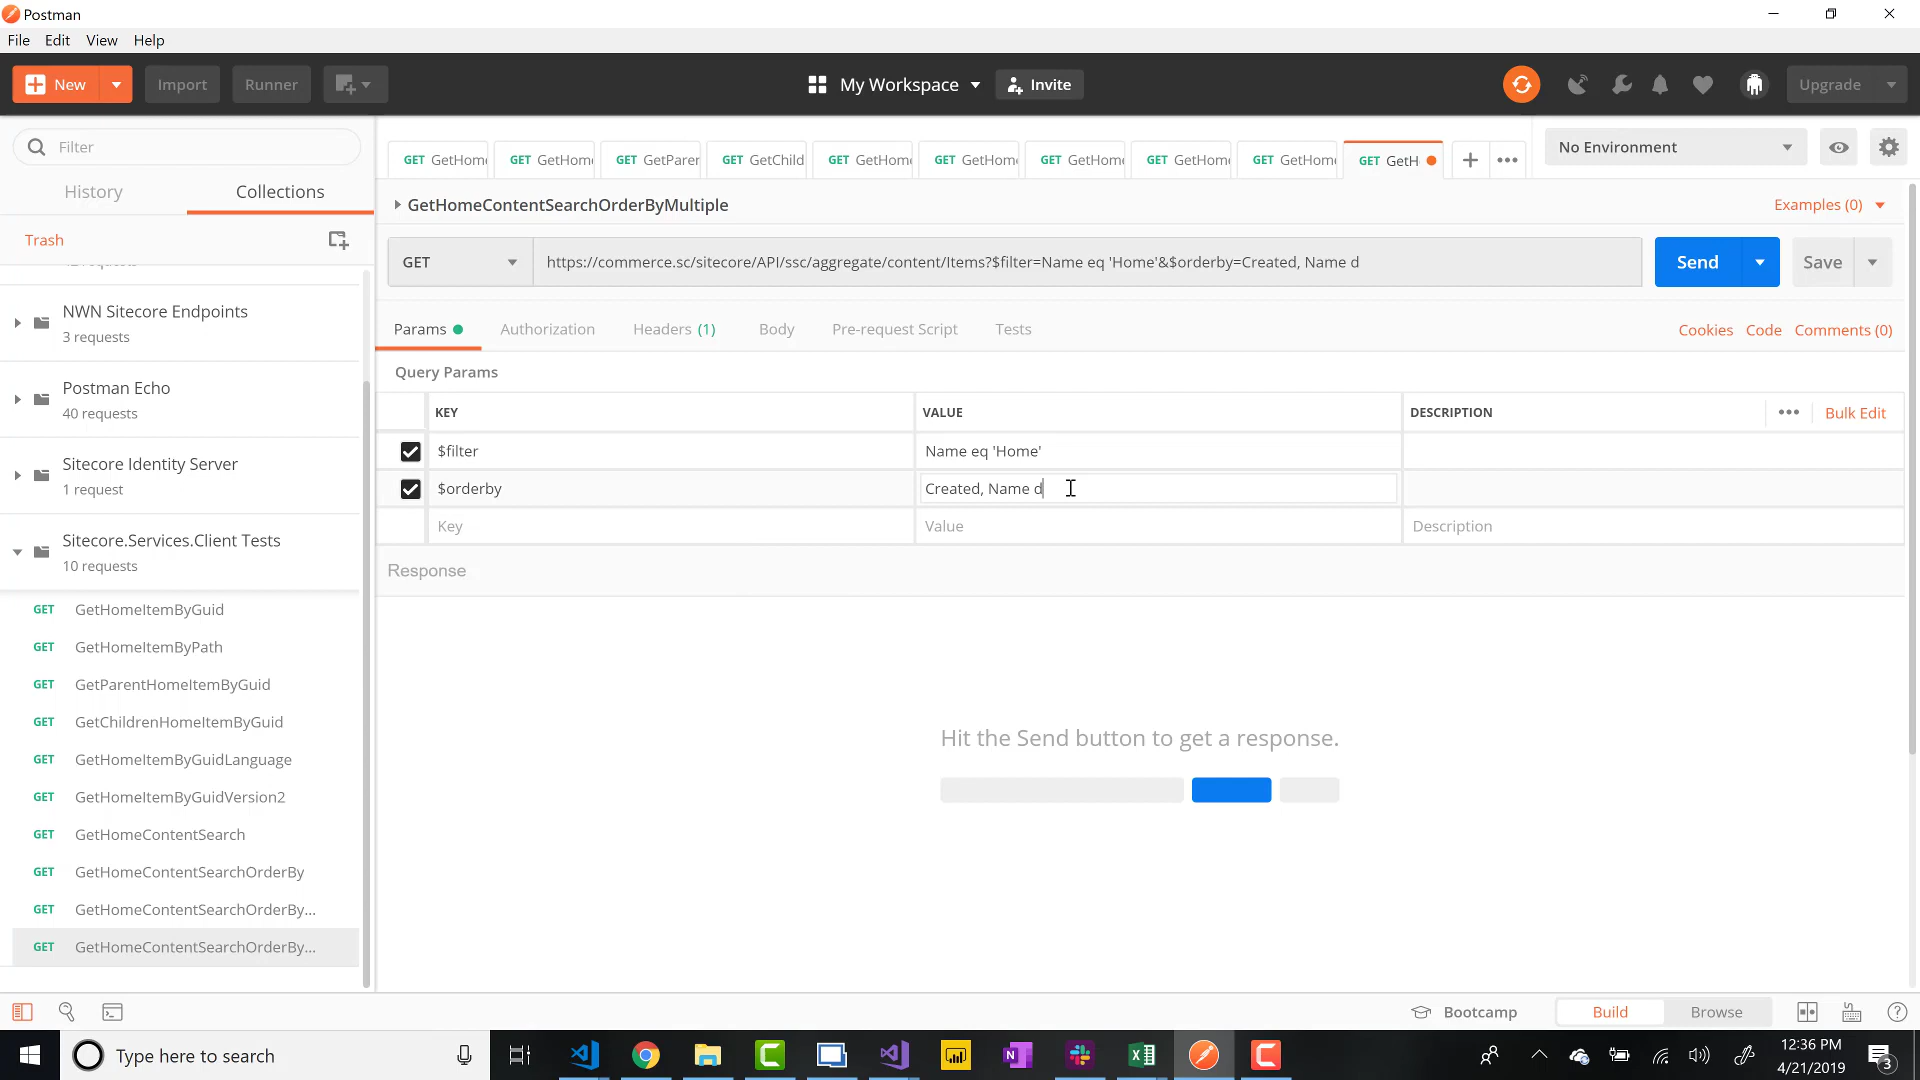 Postman
File Edit View Help
New
Import
Runner
My Workspace
Invite
Upgrade
Filter
History
Collections
Trash
NWN Sitecore Endpoints
3 requests
Postman Echo
40 requests
Sitecore Identity Server
1 request
Sitecore.Services.Client Tests
10 requests
GET GetHomeItemByGuid
GET GetHomeItemByPath
GET GetParentHomeItemByGuid
GET GetChildrenHomeItemByGuid
GET GetHomeItemByGuidLanguage
GET GetHomeItemByGuidVersion2
GET GetHomeContentSearch
GET GetHomeContentSearchOrderBy
GET GetHomeContentSearchOrderBy...
GET GetHomeContentSearchOrderBy...
GET GetHom
GET GetHom
GET GetParen
GET GetChild
GET GetHom
GET GetHom
GET GetHom
GET GetHom
GET GetHom
GET GetH
No Environment
GetHomeContentSearchOrderByMultiple
Examples (0)
GET
https://commerce.sc/sitecore/API/ssc/aggregate/content/Items?$filter=Name eq 'Home'&$orderby=Created, Name d
Send
Save
Params Authorization Headers (1) Body Pre-request Script Tests
Cookies Code Comments (0)
Query Params
KEY VALUE DESCRIPTION
Bulk Edit
$filter Name eq 'Home'
$orderby Created, Name d
Key Value Description
Response
Hit the Send button to get a response.
Bootcamp
Build
Browse
Type here to search
12:36 PM
4/21/2019
3